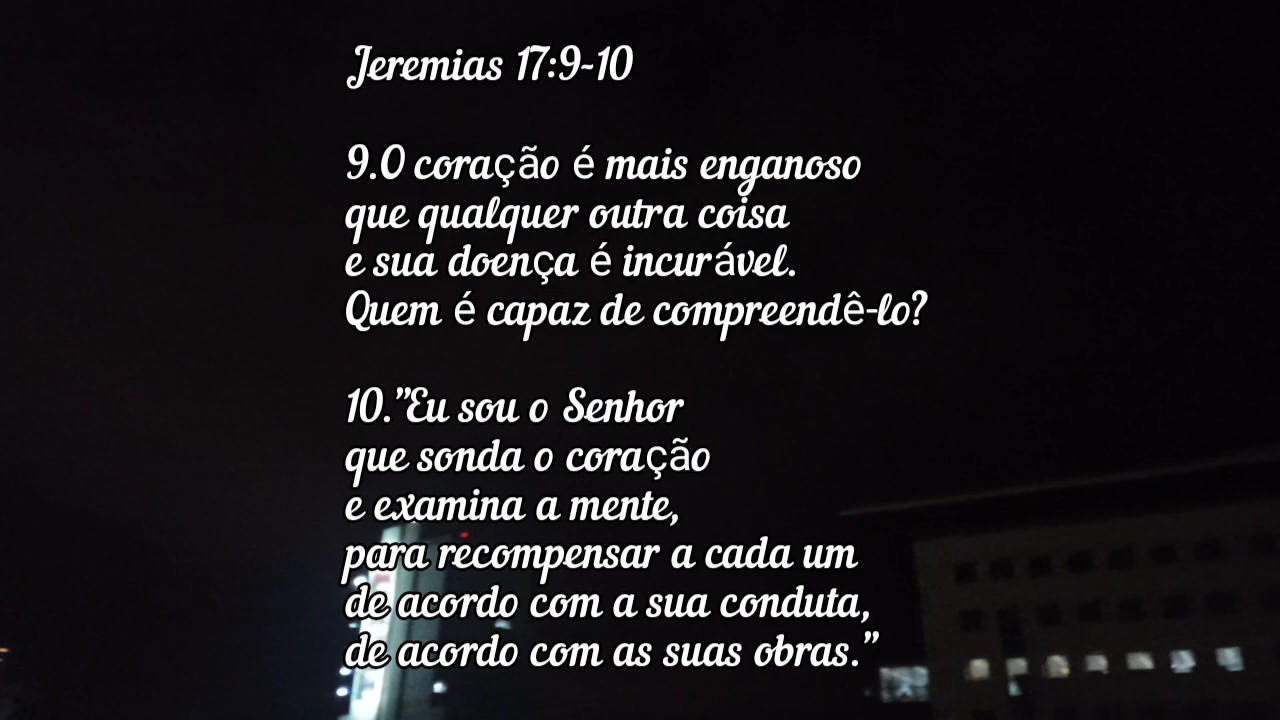 Jeremias 17:9-10
9.O coração é mais enganoso
que qualquer outra coisa
e sua doença é incurável.
Quem é capaz de compreendê-lo?
10."Eu sou o Senhor
que sonda o coração
e examina a mente,
para recompensar a cada um
de acordo com a sua conduta,
de acordo com as suas obras."